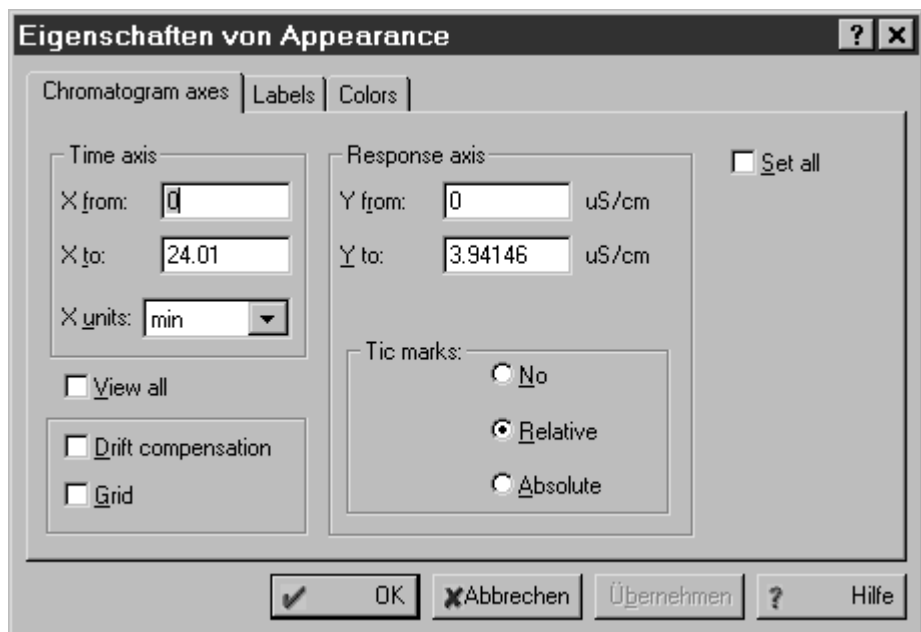 Eigenschaften von Appearance
? X
Chromatogram axes Labels Colors
Time axis
X from: 0
X to: 24.01
X units: min
View all
Drift compensation
Grid
Response axis
Y from: 0 uS/cm
Y to: 3.94146 uS/cm
Tic marks:
No
Relative
Absolute
Set all
OK Abbrechen Übernehmen ? Hilfe